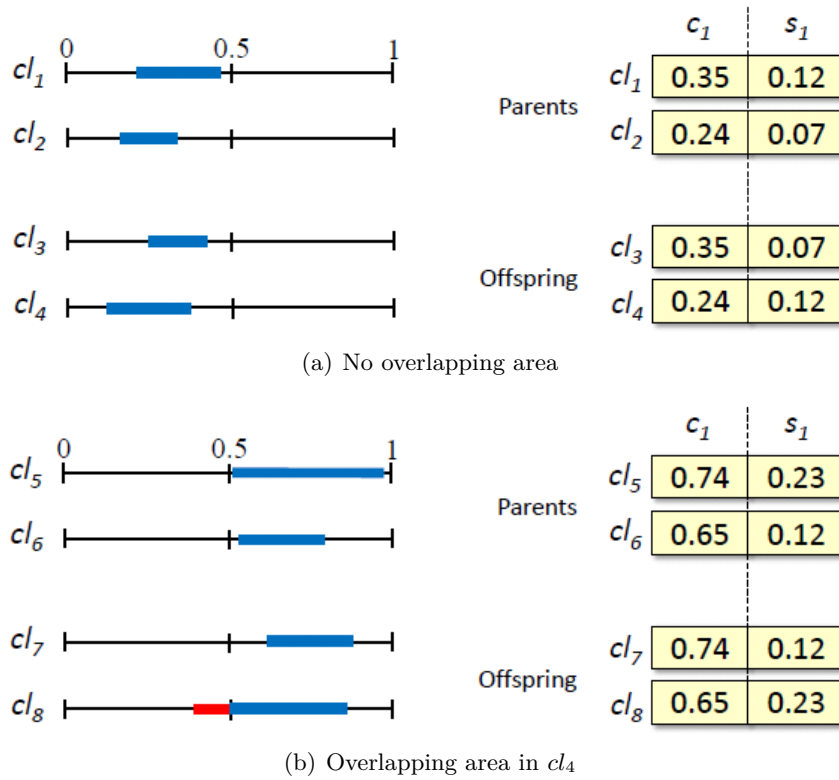 c1 s1
0 0.5 1
cl1 Parents cl1 0.35 0.12
cl2 cl2 0.24 0.07
cl3 Offspring cl3 0.35 0.07
cl4 cl4 0.24 0.12
(a) No overlapping area
c1 s1
0 0.5 1
cl5 Parents cl5 0.74 0.23
cl6 cl6 0.65 0.12
cl7 Offspring cl7 0.74 0.12
cl8 cl8 0.65 0.23
(b) Overlapping area in cl4